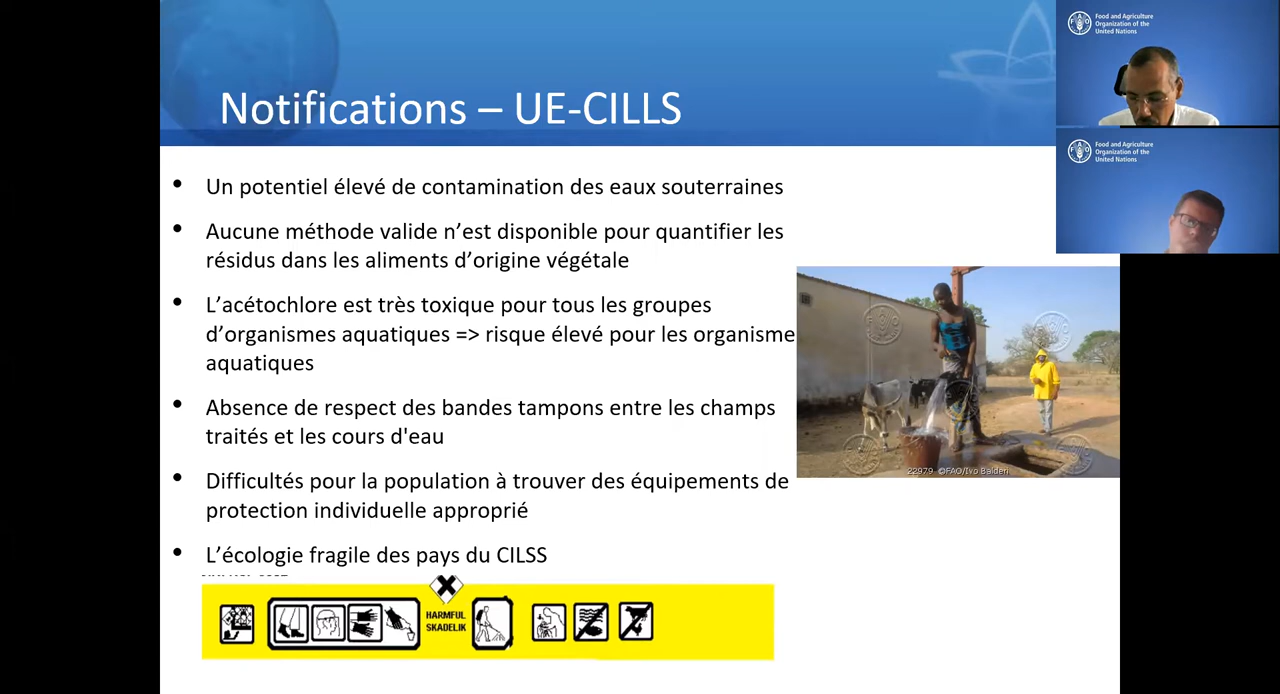 Food and Agriculture
Organization of the
United Nations
Food and Agriculture
Organization of the
United Nations
Notifications – UE-CILLS
• Un potentiel élevé de contamination des eaux souterraines
• Aucune méthode valide n’est disponible pour quantifier les
résidus dans les aliments d’origine végétale
• L’acétochlore est très toxique pour tous les groupes
d’organismes aquatiques => risque élevé pour les organisme
aquatiques
• Absence de respect des bandes tampons entre les champs
traités et les cours d'eau
• Difficultés pour la population à trouver des équipements de
protection individuelle approprié
• L’écologie fragile des pays du CILSS
22979 ©FAO/Ivo Balderi
HARMFUL
SKADELIK